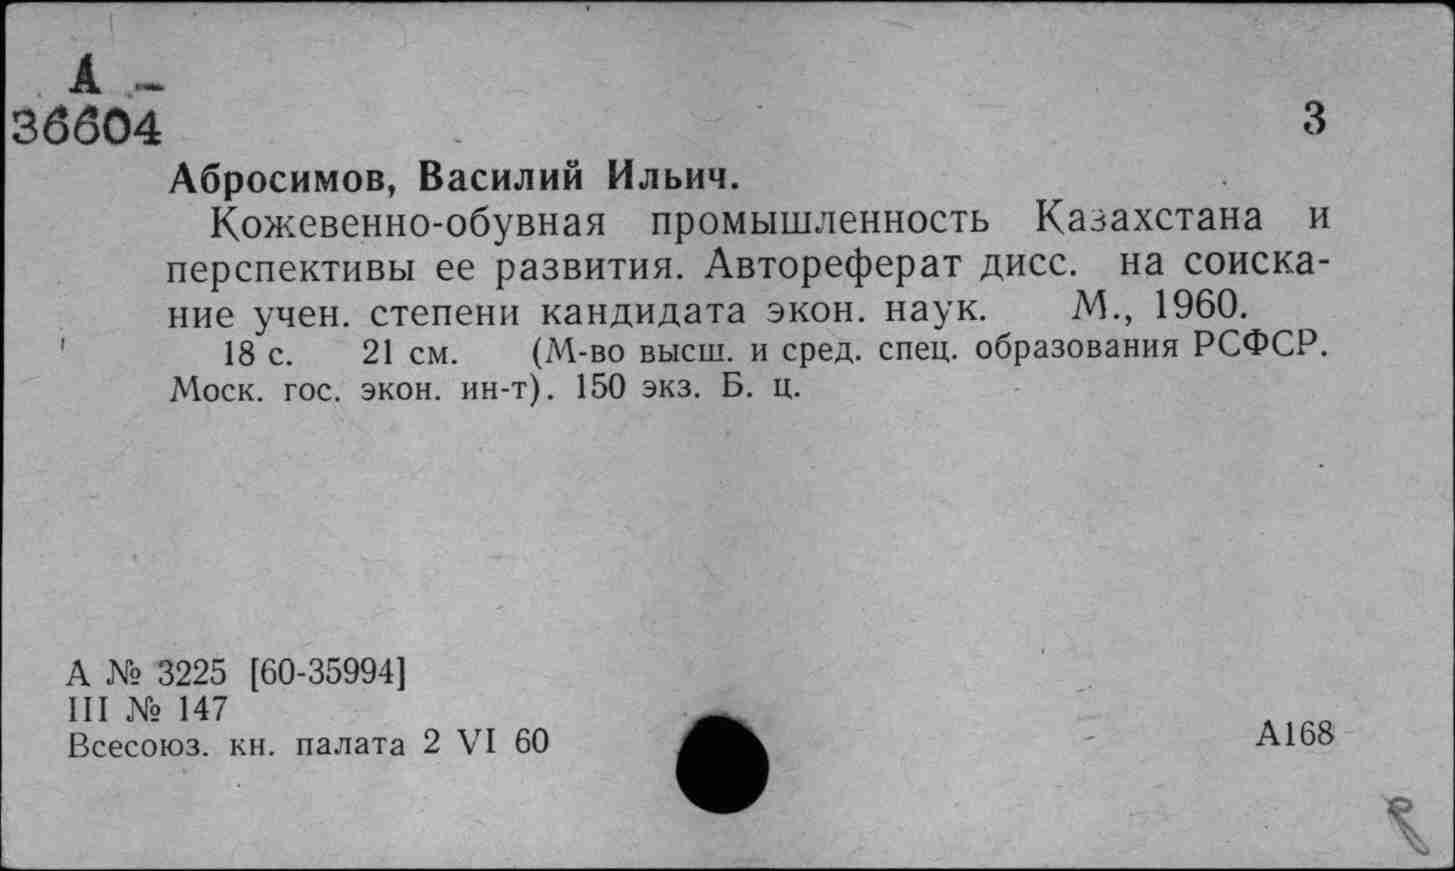 А -
36604
3
Абросимов, Василий Ильич.
Кожевенно-обувная промышленность Казахстана и
перспективы ее развития. Автореферат дисс. на соиска-
ние учен. степени кандидата экон. наук. М., 1960.
18 с. 21 см. (М-во высш. и сред. спец. образования РСФСР.
Моск. гос. экон. ин-т). 150 экз. Б. ц.
А № 3225 [60-35994]
III № 147
Всесоюз. кн. палата 2 VI 60
А168